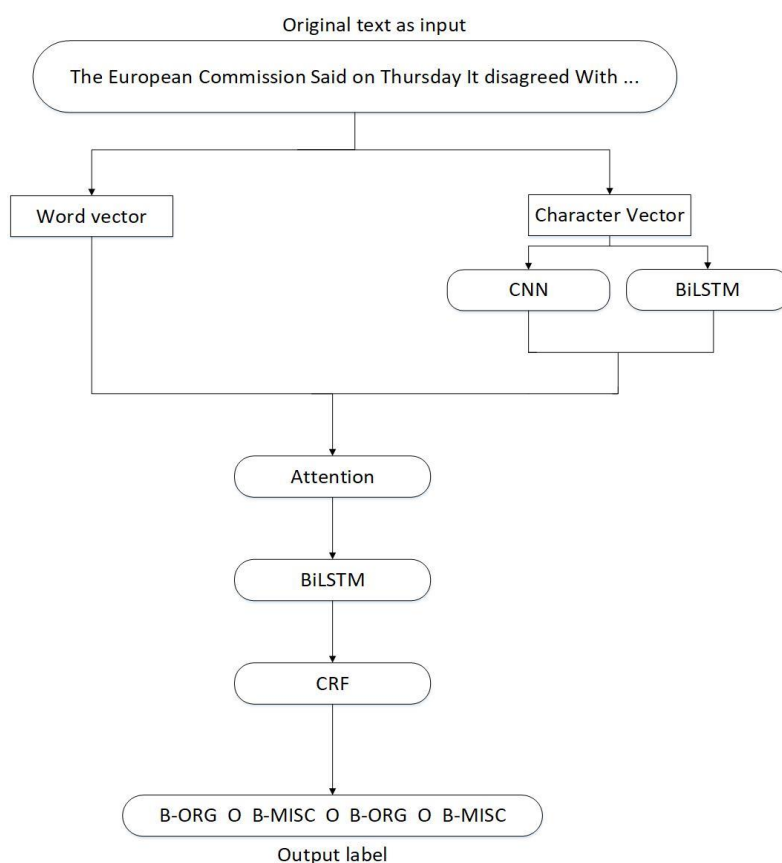 Original text as input
The European Commission Said on Thursday It disagreed With ...
Word vector
Character Vector
CNN
BiLSTM
Attention
BiLSTM
CRF
B-ORG O B-MISC O B-ORG O B-MISC
Output label